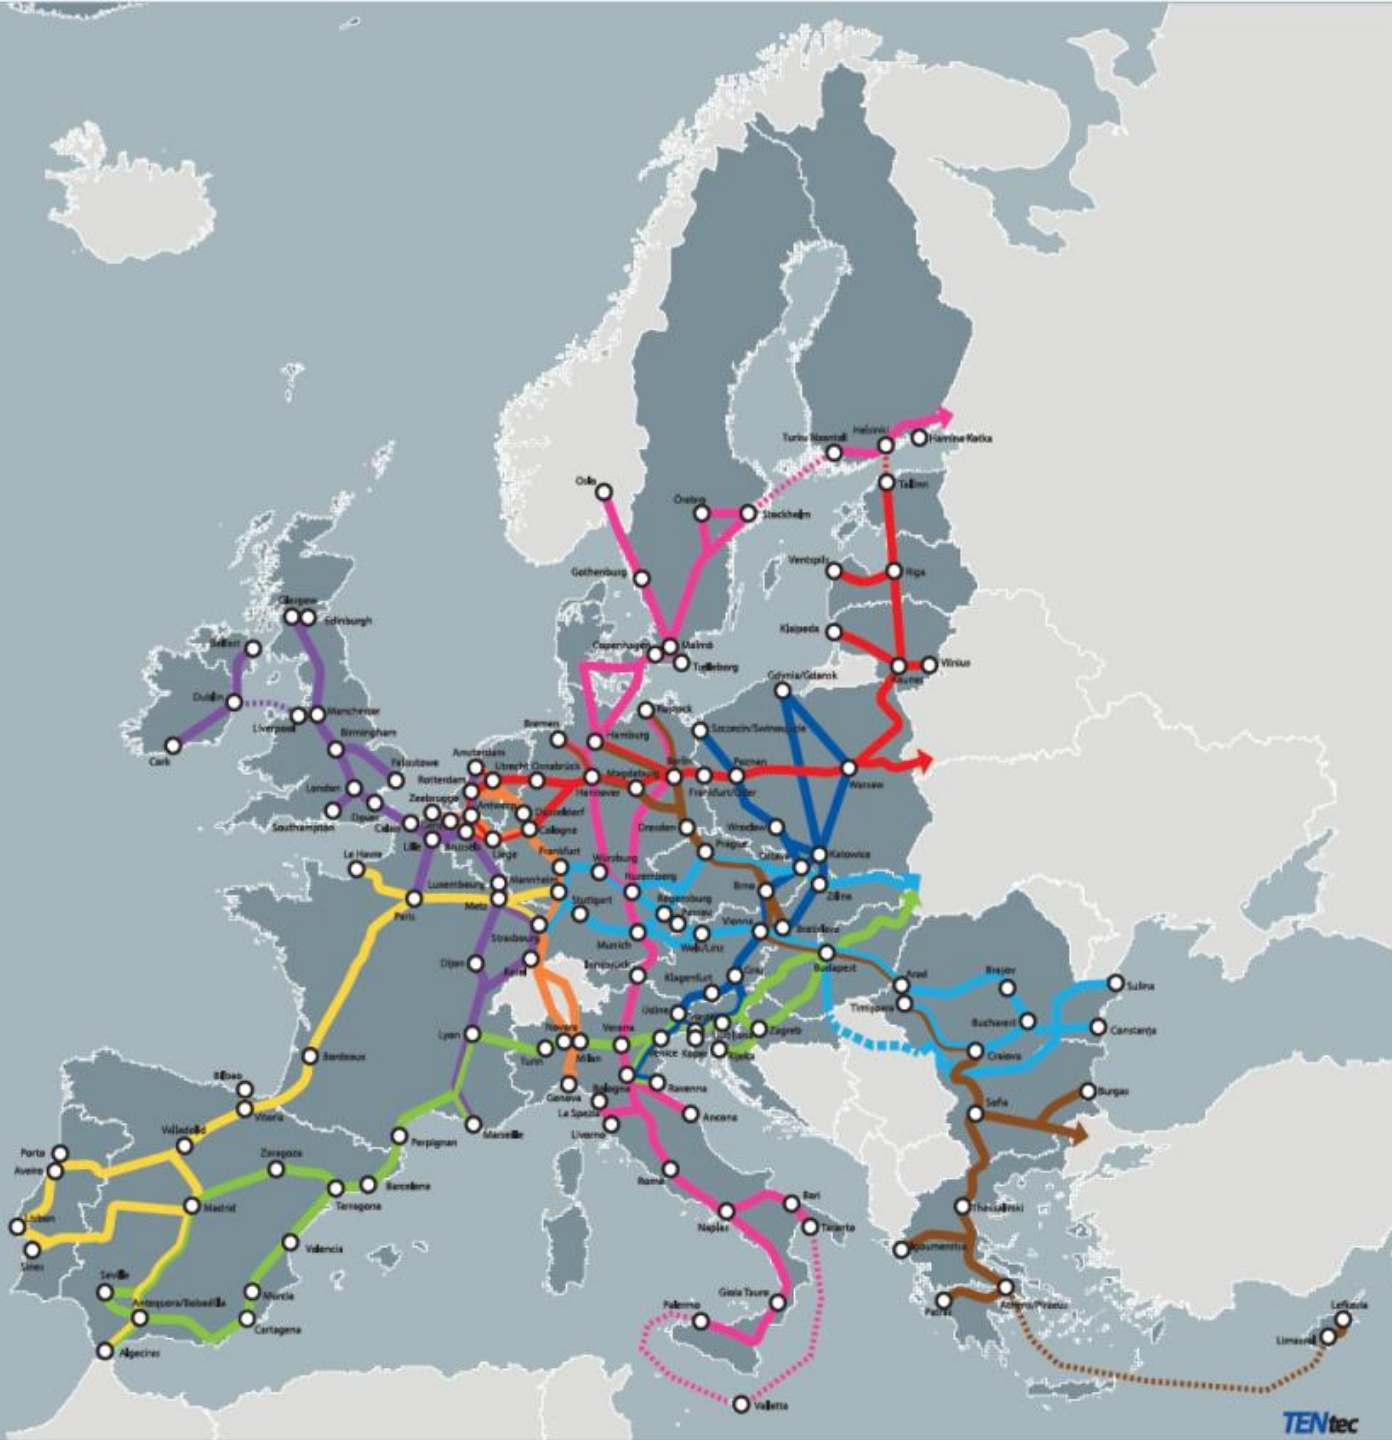 Turku Naantali
Helsinki
Hamina Kotka
Oslo
Örebro
Stockholm
Tallinn
Ventspils
Riga
Gothenburg
Klaipeda
Glasgow
Edinburgh
Belfast
Copenhagen
Malmö
Trelleborg
Vilnius
Kaunas
Gdynia/Gdansk
Dublin
Liverpool
Manchester
Birmingham
Cork
Bremen
Hamburg
Rostock
Szczecin/Swinoujscie
Felixstowe
Amsterdam
Rotterdam
Utrecht
Osnabrück
Hannover
Magdeburg
Berlin
Frankfurt/Oder
Poznan
Warsaw
London
Southampton
Dover
Calais
Zeebrugge
Antwerp
Düsseldorf
Cologne
Lille
Brussels
Liege
Dresden
Wroclaw
Prague
Ostava
Katowice
Le Havre
Paris
Luxembourg
Metz
Mannheim
Frankfurt
Würzburg
Nuremberg
Regensburg
Passau
Brno
Zilina
Stuttgart
Strasbourg
Munich
Wels/Linz
Vienna
Bratislava
Dijon
Basel
Innsbruck
Klagenfurt
Graz
Budapest
Arad
Brasov
Sulina
Timisoara
Bucharest
Constanta
Craiova
Udine
Ljubljana
Zagreb
Lyon
Turin
Novara
Milan
Verona
Venice
Koper
Rijeka
Bordeaux
Genova
Bologna
Ravenna
La Spezia
Ancona
Livorno
Bilbao
Vitoria
Sofia
Burgas
Valladolid
Perpignan
Marseille
Porto
Aveiro
Zaragoza
Barcelona
Tarragona
Rome
Madrid
Lisbon
Sines
Valencia
Naples
Bari
Taranto
Thessaloniki
Igoumenitsa
Seville
Antequera/Bobadilla
Murcia
Cartagena
Algeciras
Palermo
Gioia Tauro
Patras
Athens/Piraeus
Lefkosia
Limassol
Valletta
TENtec